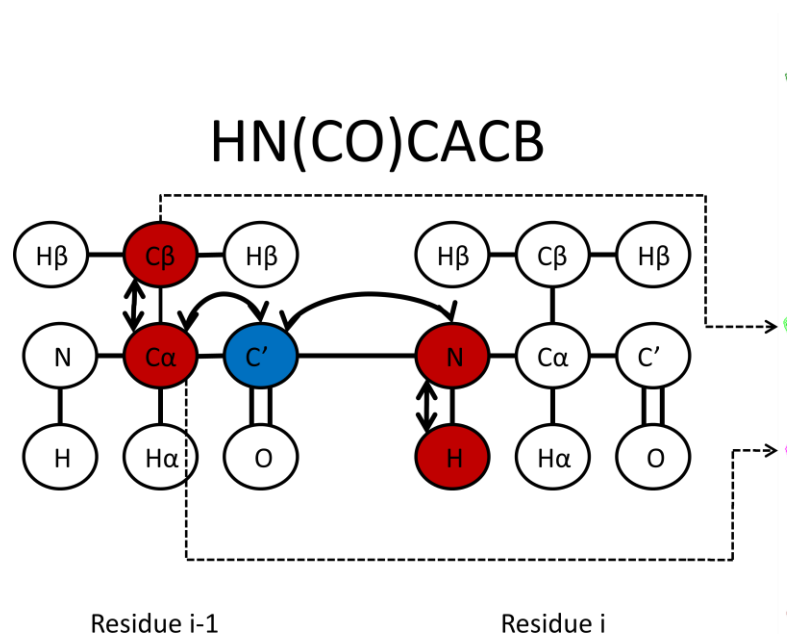 HN(CO)CACB
Hβ Cβ Hβ Hβ Cβ Hβ
N Cα C’ N Cα C’
H Hα O H Hα O
Residue i-1 Residue i